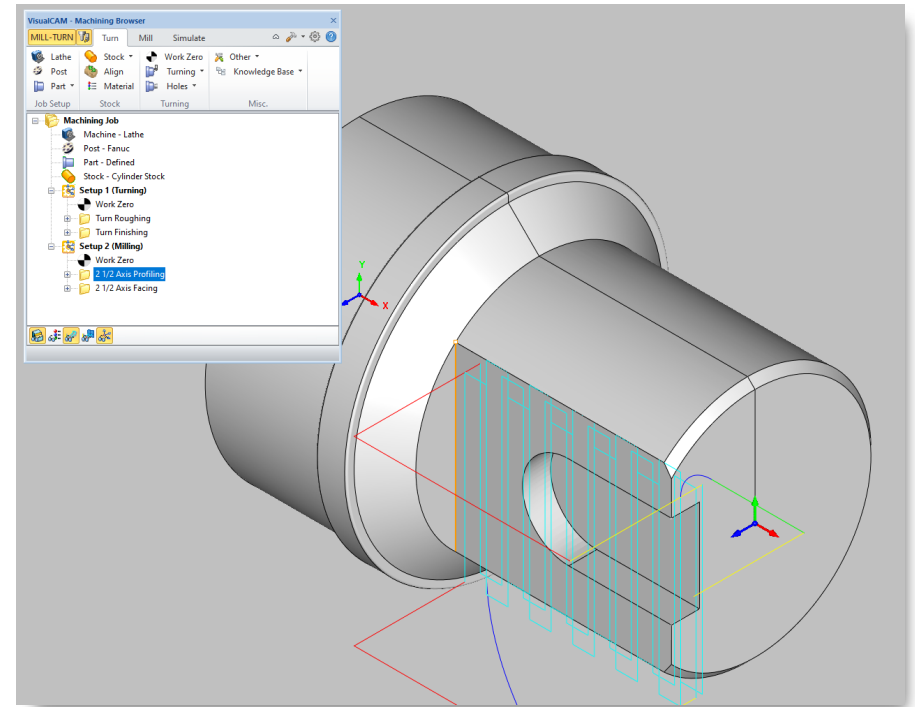 VisualCAM - Machining Browser
MILL-TURN Turn Mill Simulate
Lathe Stock Work Zero Other
Post Align Turning Knowledge Base
Part Material Holes
Job Setup Stock Turning Misc.
Machining Job
Machine - Lathe
Post - Fanuc
Part - Defined
Stock - Cylinder Stock
Setup 1 (Turning)
Work Zero
Turn Roughing
Turn Finishing
Setup 2 (Milling)
Work Zero
2 1/2 Axis Profiling
2 1/2 Axis Facing
Y
X